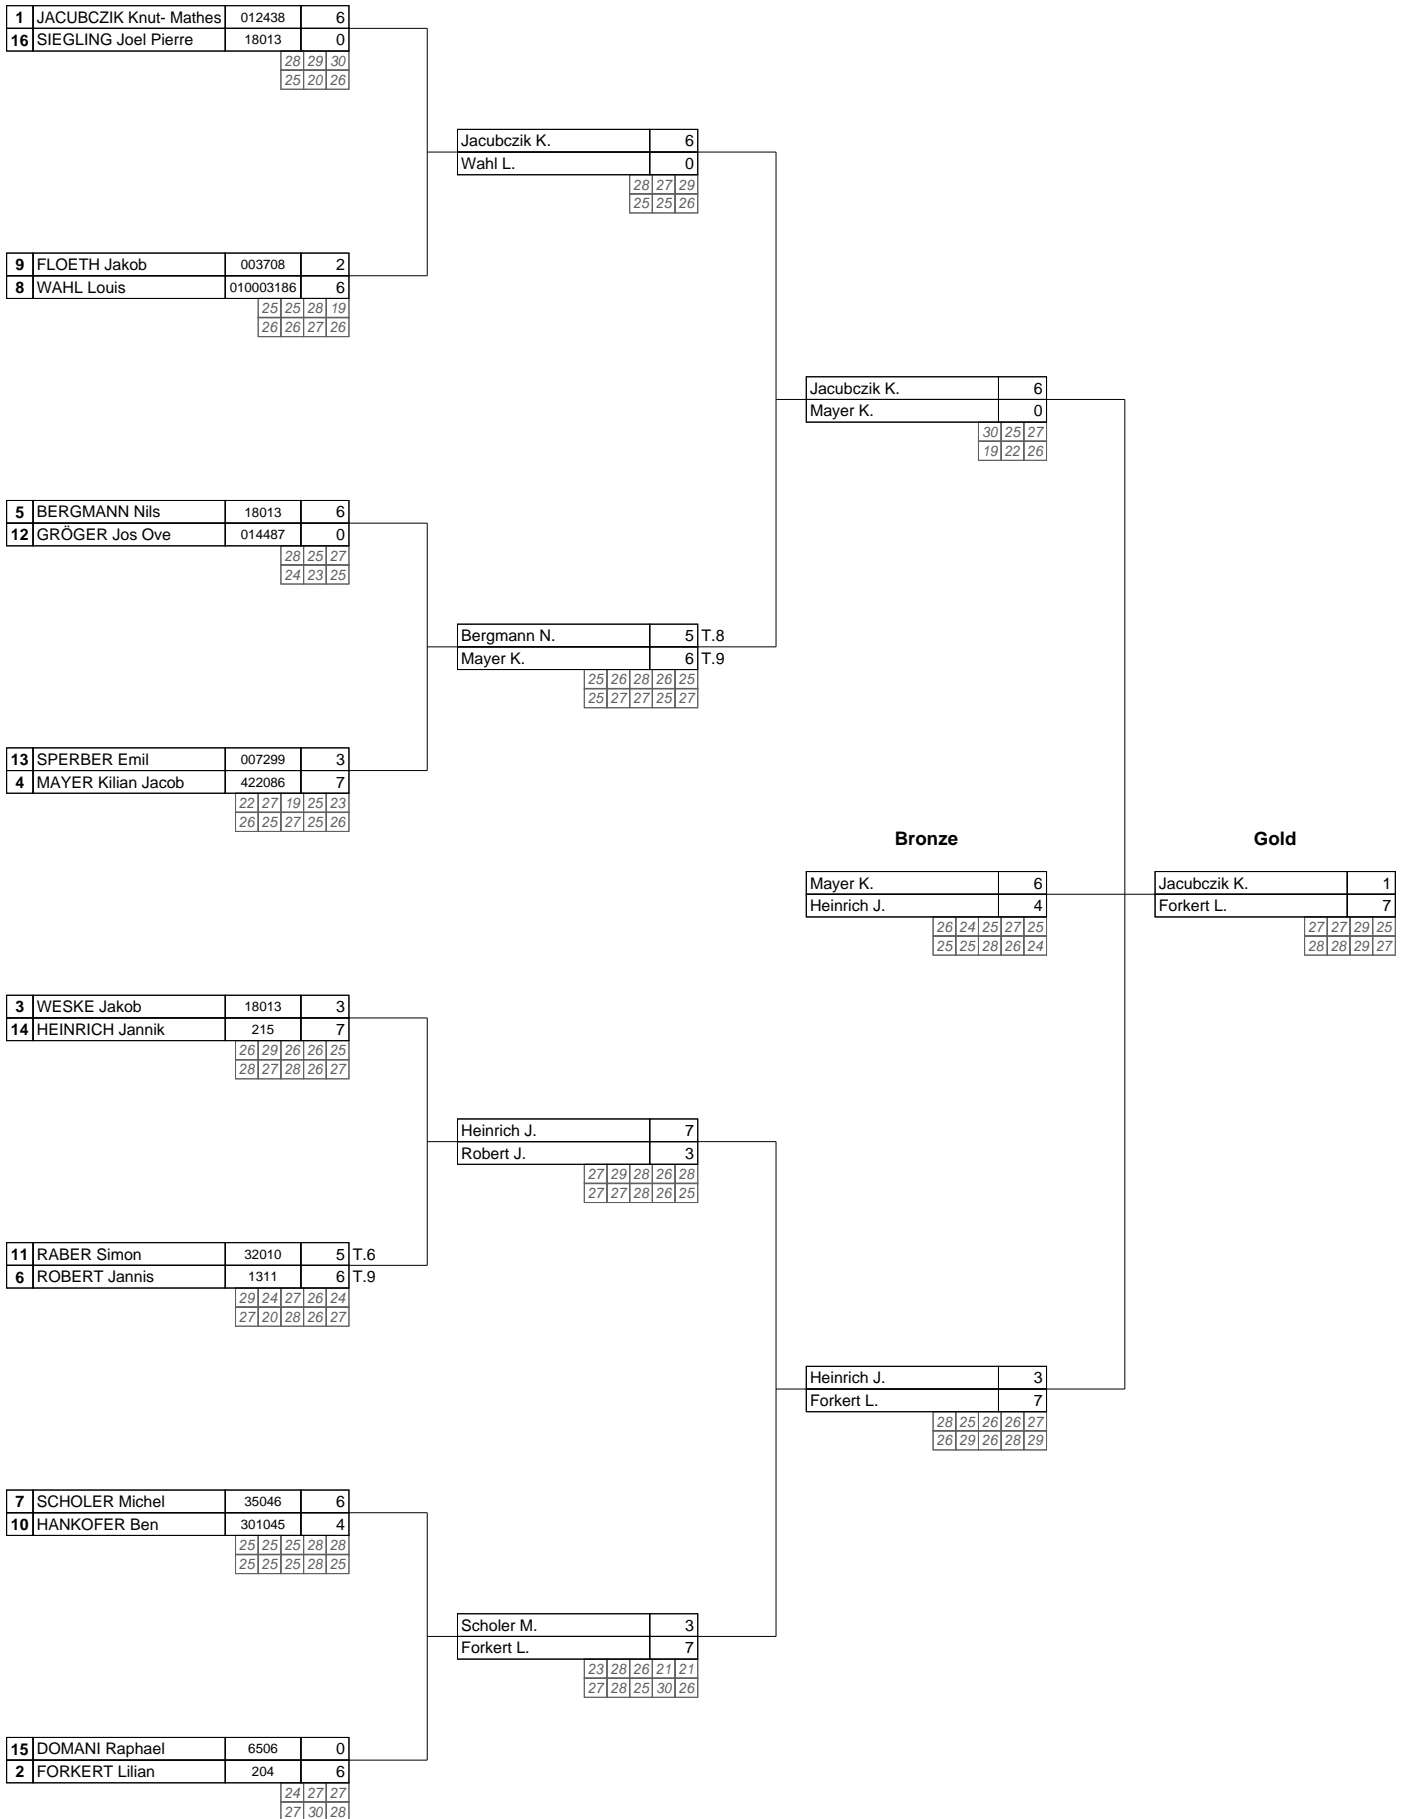 1 JACUBCZIK Knut- Mathes 012438 6
16 SIEGLING Joel Pierre 18013 0
28 29 30
25 20 26
Jacubczik K. 6
Wahl L. 0
28 27 29
25 25 26
9 FLOETH Jakob 003708 2
8 WAHL Louis 010003186 6
25 25 28 19
26 26 27 26
Jacubczik K. 6
Mayer K. 0
30 25 27
19 22 26
5 BERGMANN Nils 18013 6
12 GRÖGER Jos Ove 014487 0
28 25 27
24 23 25
Bergmann N. 5 T.8
Mayer K. 6 T.9
25 26 28 26 25
25 27 27 25 27
13 SPERBER Emil 007299 3
4 MAYER Kilian Jacob 422086 7
22 27 19 25 23
26 25 27 25 26
Bronze Gold
Mayer K. 6 Jacubczik K. 1
Heinrich J. 4 Forkert L. 7
26 24 25 27 25 27 27 29 25
25 25 28 26 24 28 28 29 27
3 WESKE Jakob 18013 3
14 HEINRICH Jannik 215 7
26 29 26 26 25
28 27 28 26 27
Heinrich J. 7
Robert J. 3
27 29 28 26 28
27 27 28 26 25
11 RABER Simon 32010 5 T.6
6 ROBERT Jannis 1311 6 T.9
29 24 27 26 24
27 20 28 26 27
Heinrich J. 3
Forkert L. 7
28 25 26 26 27
26 29 26 28 29
7 SCHOLER Michel 35046 6
10 HANKOFER Ben 301045 4
25 25 25 28 28
25 25 25 28 25
Scholer M. 3
Forkert L. 7
23 28 26 21 21
27 28 25 30 26
15 DOMANI Raphael 6506 0
2 FORKERT Lilian 204 6
24 27 27
27 30 28